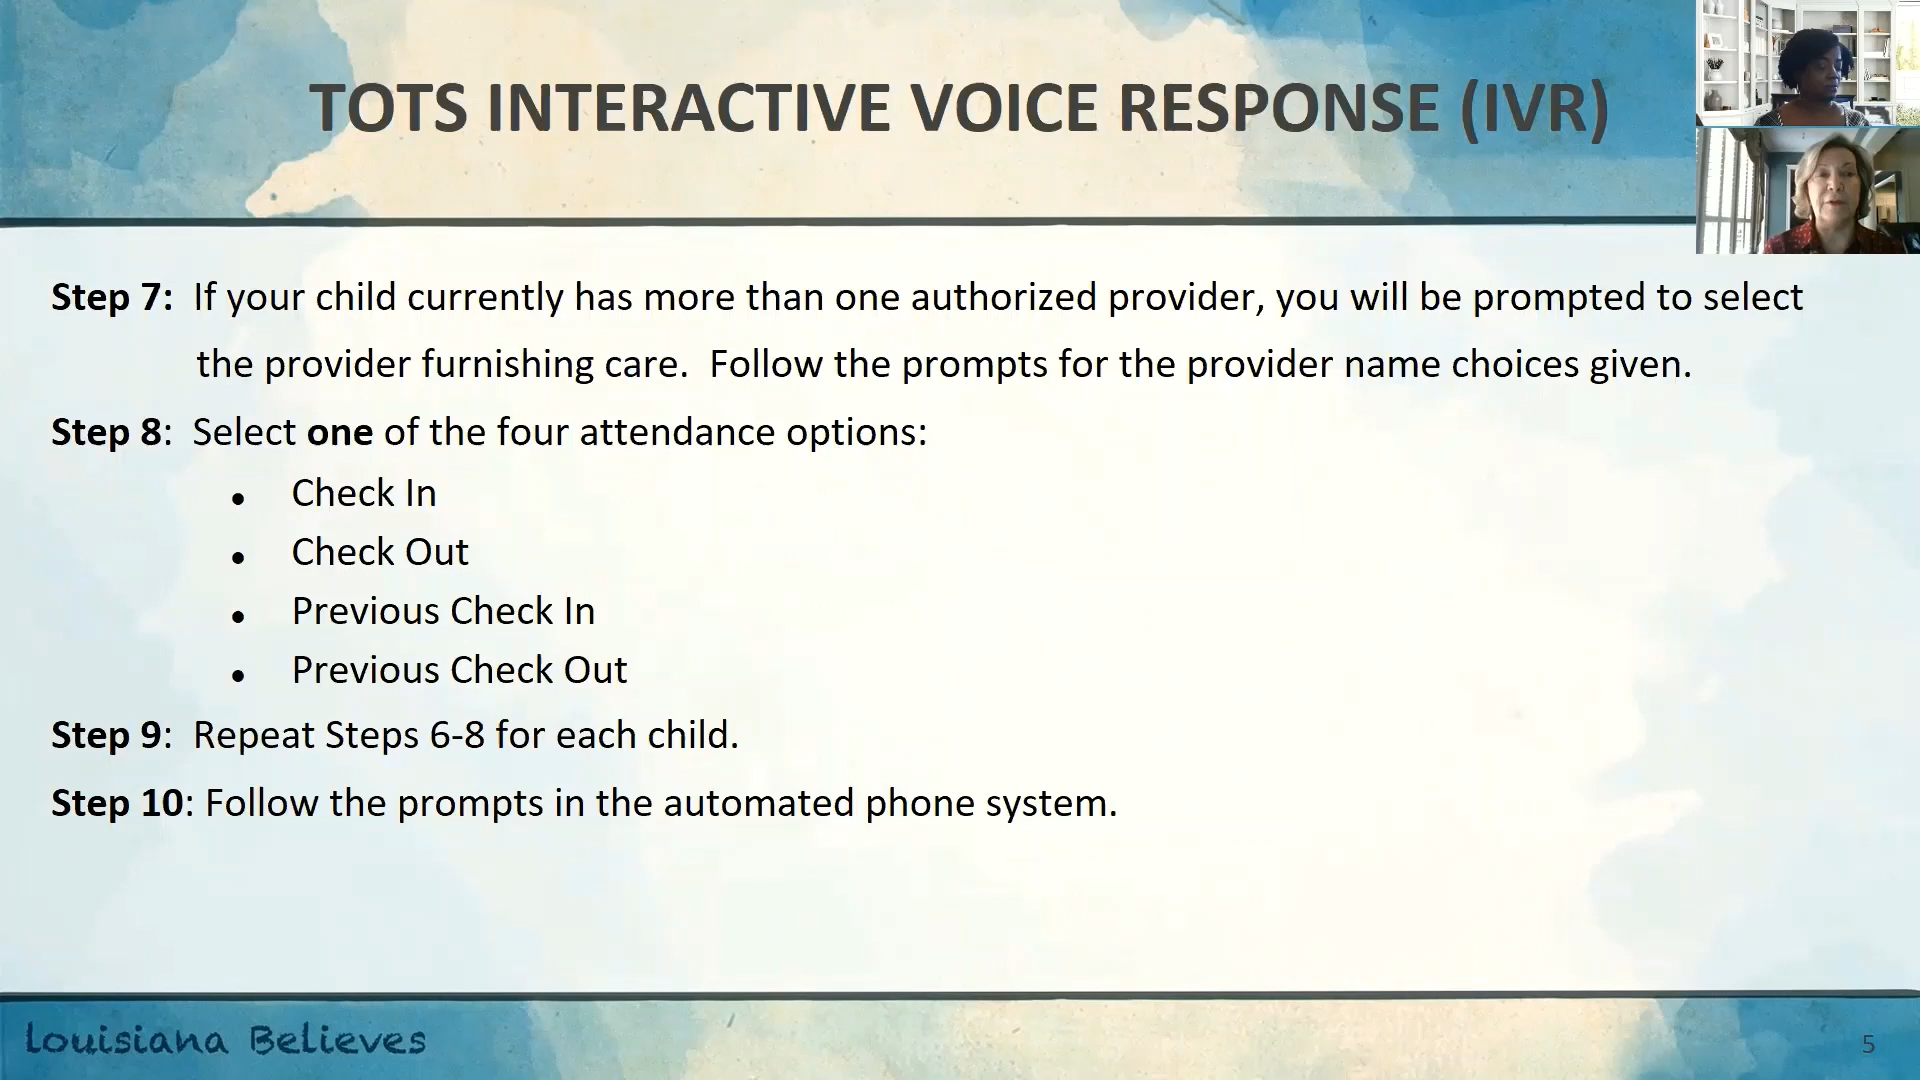 TOTS INTERACTIVE VOICE RESPONSE (IVR)
Step 7: If your child currently has more than one authorized provider, you will be prompted to select
the provider furnishing care. Follow the prompts for the provider name choices given.
Step 8: Select one of the four attendance options:
• Check In
• Check Out
• Previous Check In
• Previous Check Out
Step 9: Repeat Steps 6-8 for each child.
Step 10: Follow the prompts in the automated phone system.
Louisiana Believes
5